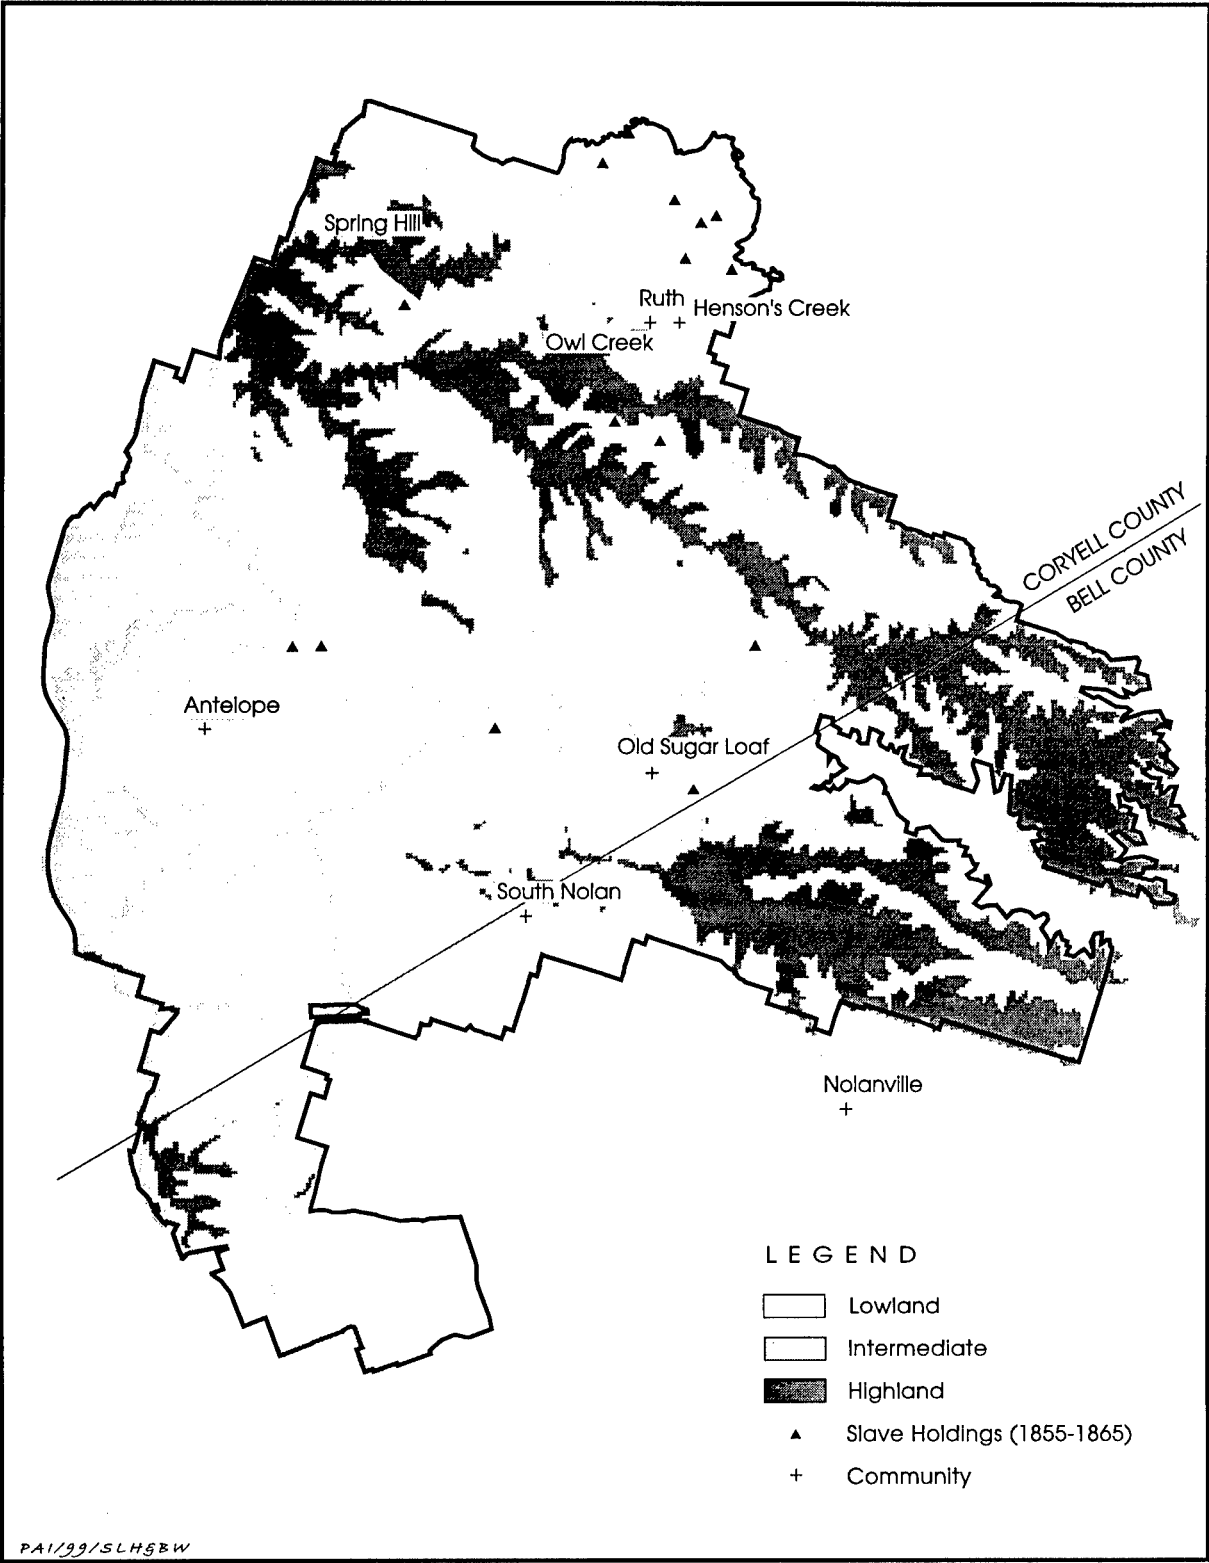 Spring Hill
Ruth
Henson's Creek
Owl Creek
CORYELL COUNTY
BELL COUNTY
Antelope
Old Sugar Loaf
South Nolan
Nolanville
LEGEND
Lowland
Intermediate
Highland
Slave Holdings (1855-1865)
Community
PAI/99/SLH&BW